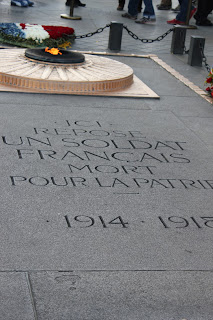 ICI
REPOSE
UN SOLDAT
FRANÇAIS
MORT
POUR LA PATRIE
1914 · 1918